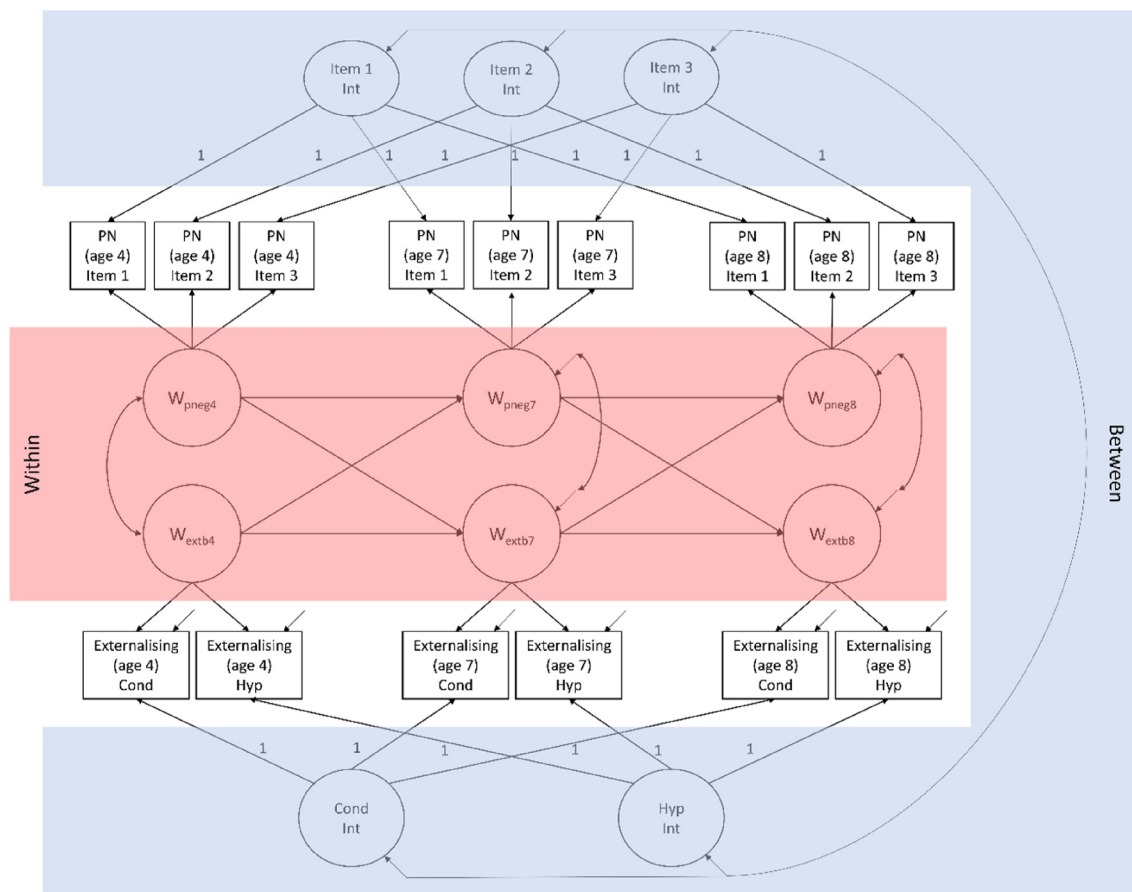 Item 1
Int
Item 2
Int
Item 3
Int
1 1 1 1 1 1 1 1 1
PN
(age 4)
Item 1
PN
(age 4)
Item 2
PN
(age 4)
Item 3
PN
(age 7)
Item 1
PN
(age 7)
Item 2
PN
(age 7)
Item 3
PN
(age 8)
Item 1
PN
(age 8)
Item 2
PN
(age 8)
Item 3
Within
Between
Wpneg4
Wpneg7
Wpneg8
Wextb4
Wextb7
Wextb8
Externalising
(age 4)
Cond
Externalising
(age 4)
Hyp
Externalising
(age 7)
Cond
Externalising
(age 7)
Hyp
Externalising
(age 8)
Cond
Externalising
(age 8)
Hyp
1 1 1 1 1 1
Cond
Int
Hyp
Int